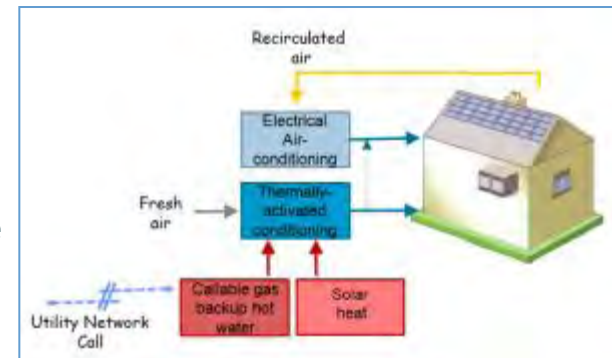 Recirculated
air
Electrical
Air-
conditioning
Fresh
air
Thermally-
activated
conditioning
Callable gas
backup hot
water
Solar
heat
Utility Network
Call